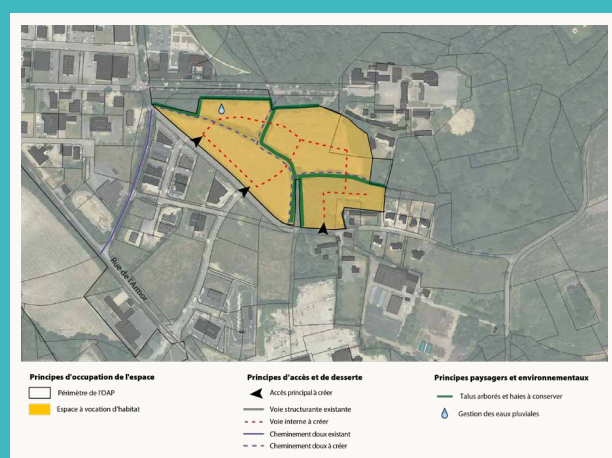 Rue de l'Armor
Principes d'occupation de l'espace
Périmètre de l'OAP
Espace à vocation d'habitat
Principes d'accès et de desserte
Accès principal à créer
Voie structurante existante
Voie interne à créer
Cheminement doux existant
Cheminement doux à créer
Principes paysagers et environnementaux
Talus arborés et haies à conserver
Gestion des eaux pluviales